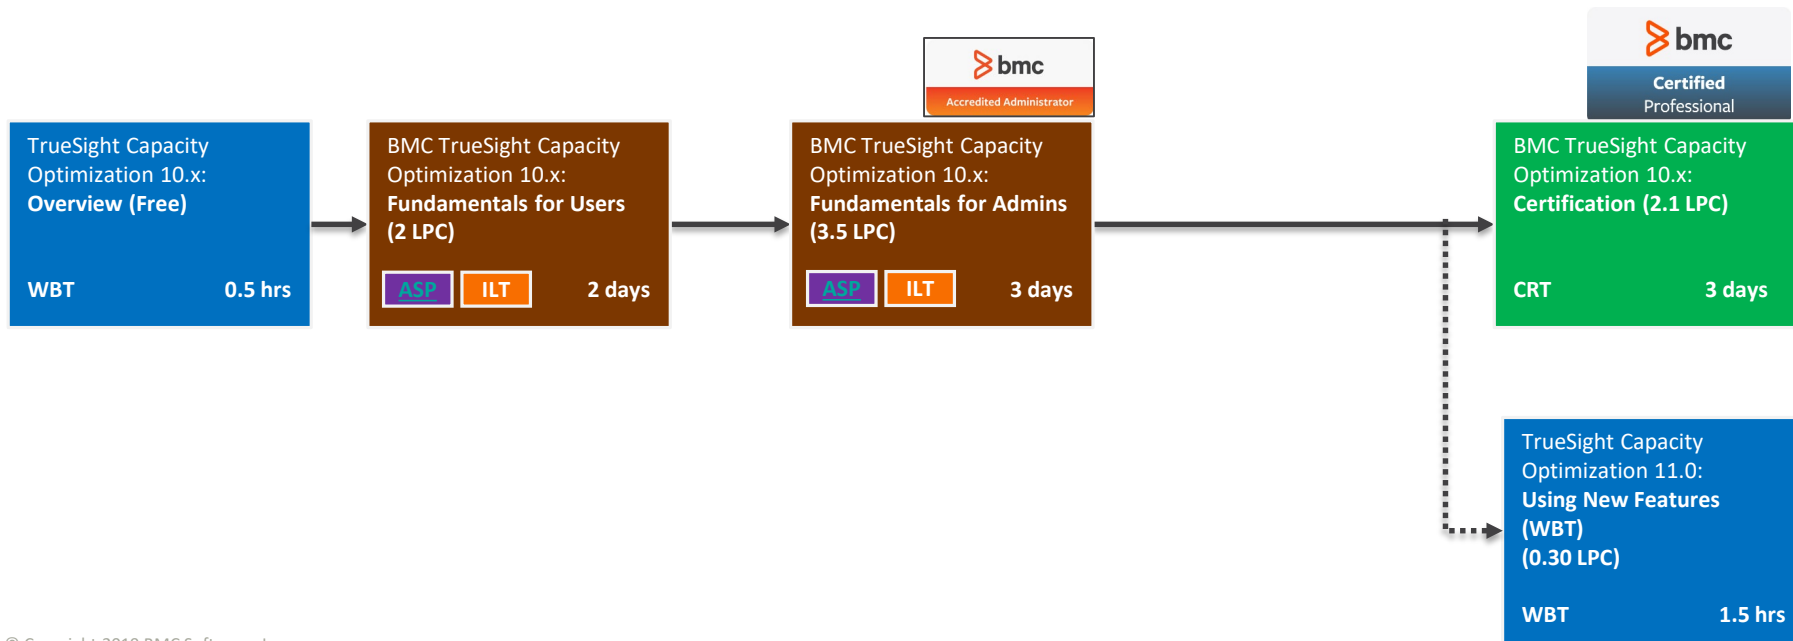 bmc
Accredited Administrator
bmc
Certified
Professional
TrueSight Capacity
Optimization 10.x:
Overview (Free)
WBT 0.5 hrs
BMC TrueSight Capacity
Optimization 10.x:
Fundamentals for Users
(2 LPC)
ASP ILT 2 days
BMC TrueSight Capacity
Optimization 10.x:
Fundamentals for Admins
(3.5 LPC)
ASP ILT 3 days
BMC TrueSight Capacity
Optimization 10.x:
Certification (2.1 LPC)
CRT 3 days
TrueSight Capacity
Optimization 11.0:
Using New Features
(WBT)
(0.30 LPC)
WBT 1.5 hrs